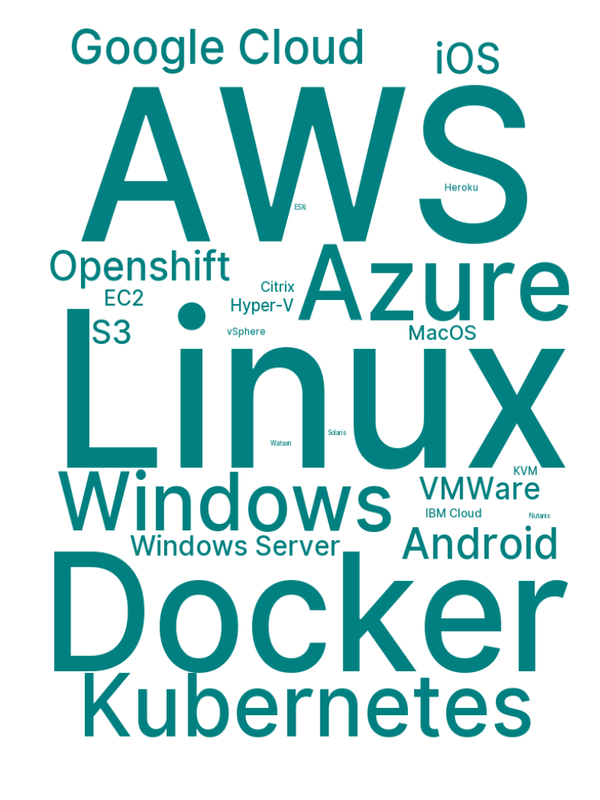 Google Cloud
iOS
AWS
Heroku
ESXi
Openshift
Azure
Citrix
EC2
Hyper-V
S3
vSphere
MacOS
Linux
Solaris
Watson
KVM
Windows
VMWare
IBM Cloud
Nutanix
Windows Server
Android
Docker
Kubernetes